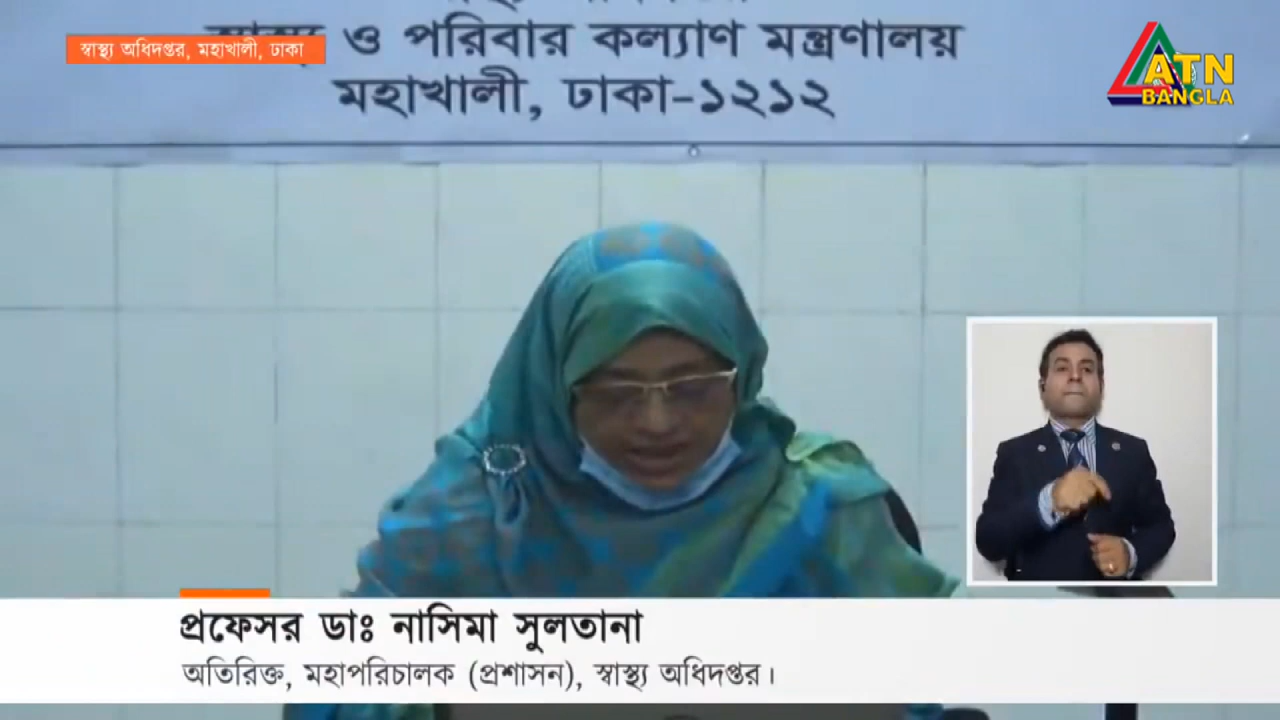 স্বাস্থ্য অধিদপ্তর, মহাখালী, ঢাকা
ও পরিবার কল্যাণ মন্ত্রণালয়
মহাখালী, ঢাকা-১২১২
ATN
BANGLA
প্রফেসর ডাঃ নাসিমা সুলতানা
অতিরিক্ত, মহাপরিচালক (প্রশাসন), স্বাস্থ্য অধিদপ্তর।